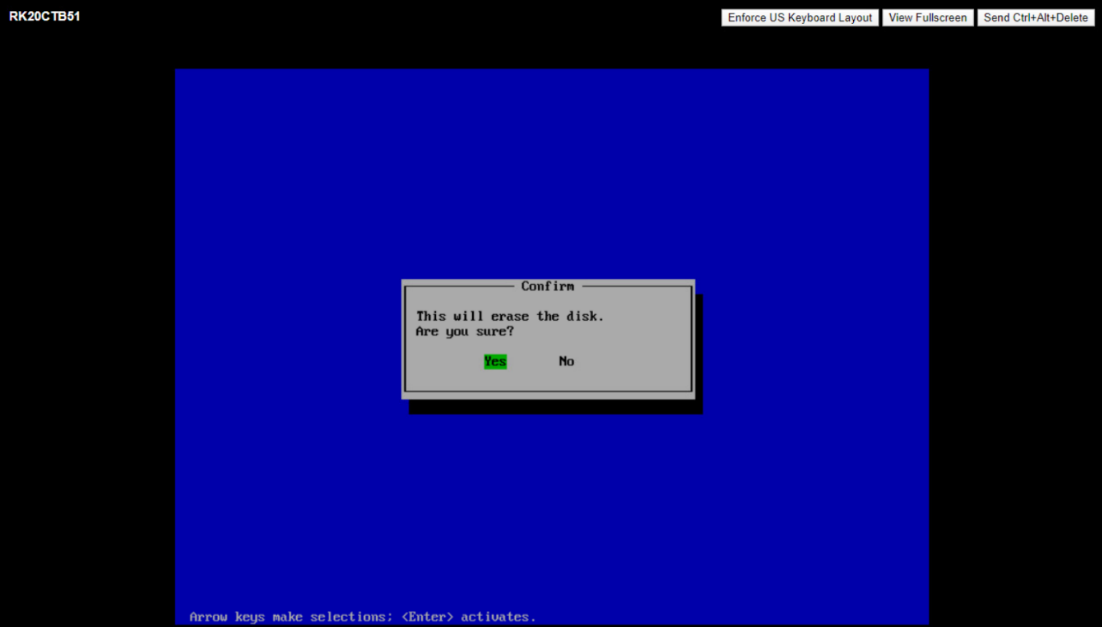 RK20CTB51
Enforce US Keyboard Layout View Fullscreen Send Ctrl+Alt+Delete
Confirm
This will erase the disk.
Are you sure?
Yes No
Arrow keys make selections; <Enter> activates.